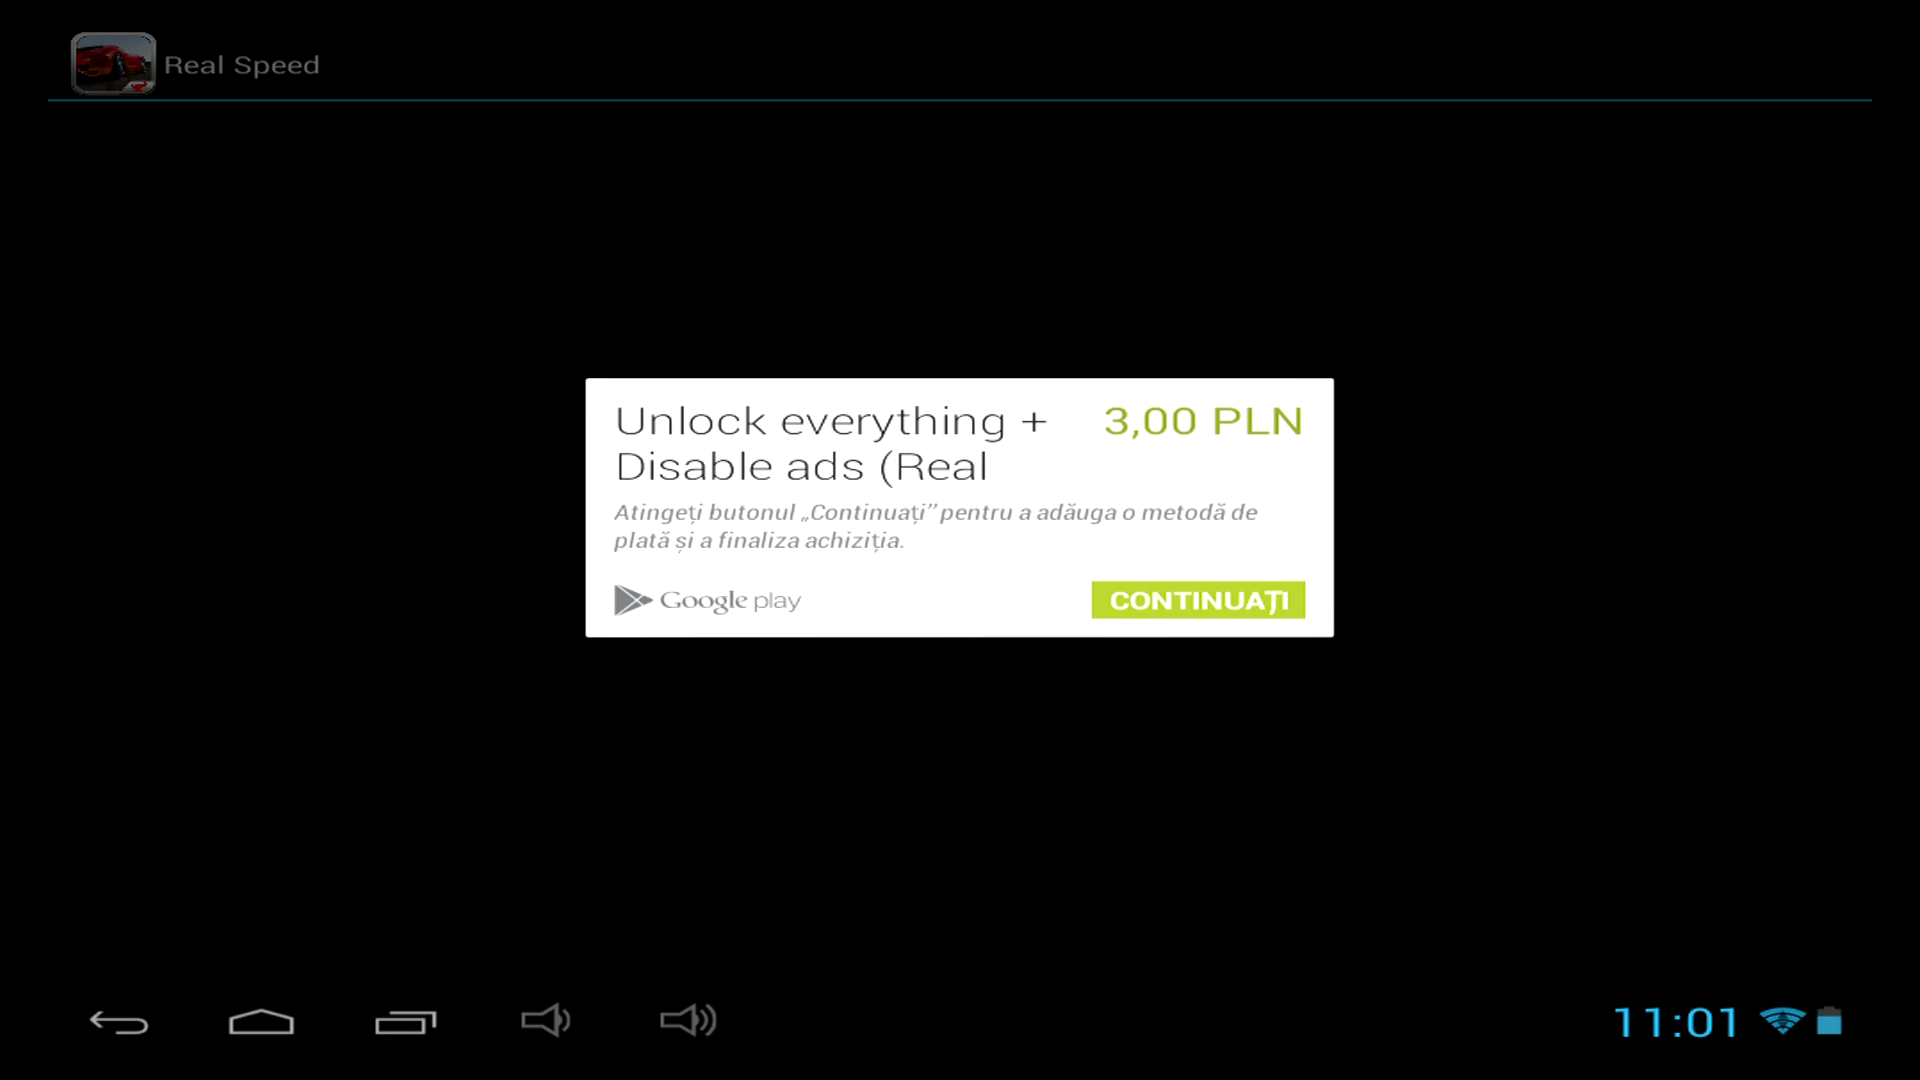 Real Speed
Unlock everything + 3,00 PLN
Disable ads (Real
Atingeți butonul „Continuați” pentru a adăuga o metodă de
plată și a finaliza achiziția.
Google play CONTINUAȚI
11:01